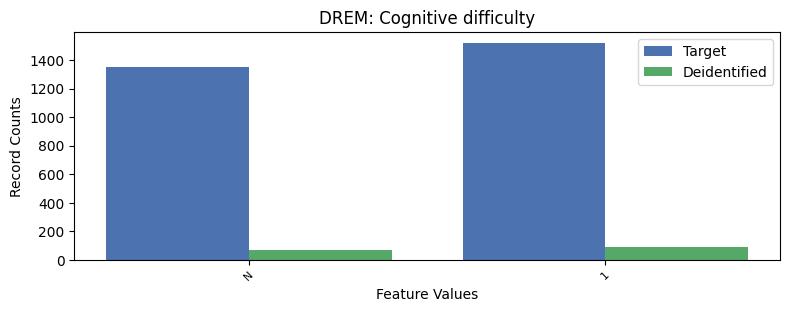 DREM: Cognitive difficulty
Target
Deidentified
Record Counts
1400
1200
1000
800
600
400
200
0
N
1
Feature Values